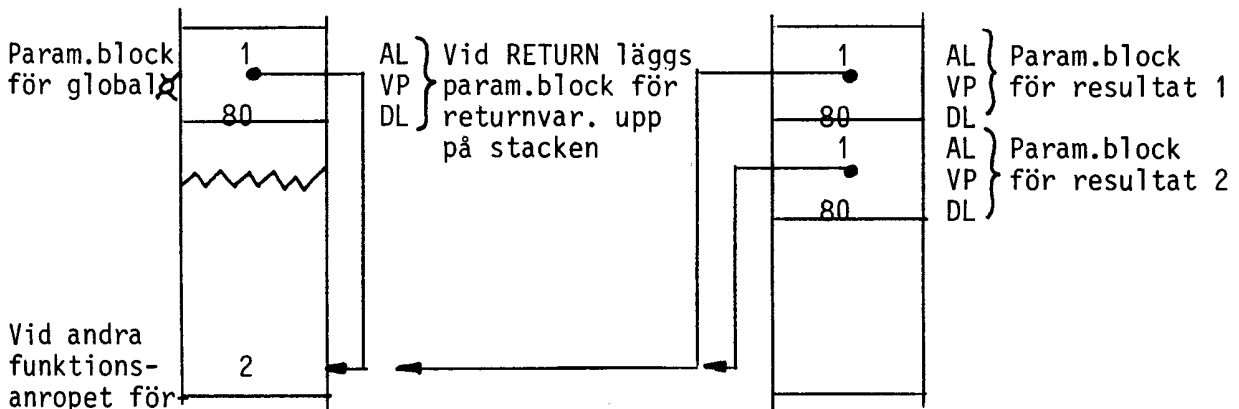 Param.block
för global¤
1
80
AL
VP
DL
Vid RETURN läggs
param.block för
returnvar. upp
på stacken
1
80
1
80
AL
VP
DL
AL
VP
DL
Param.block
för resultat 1
Param.block
för resultat 2
Vid andra
funktions-
anropet för
2